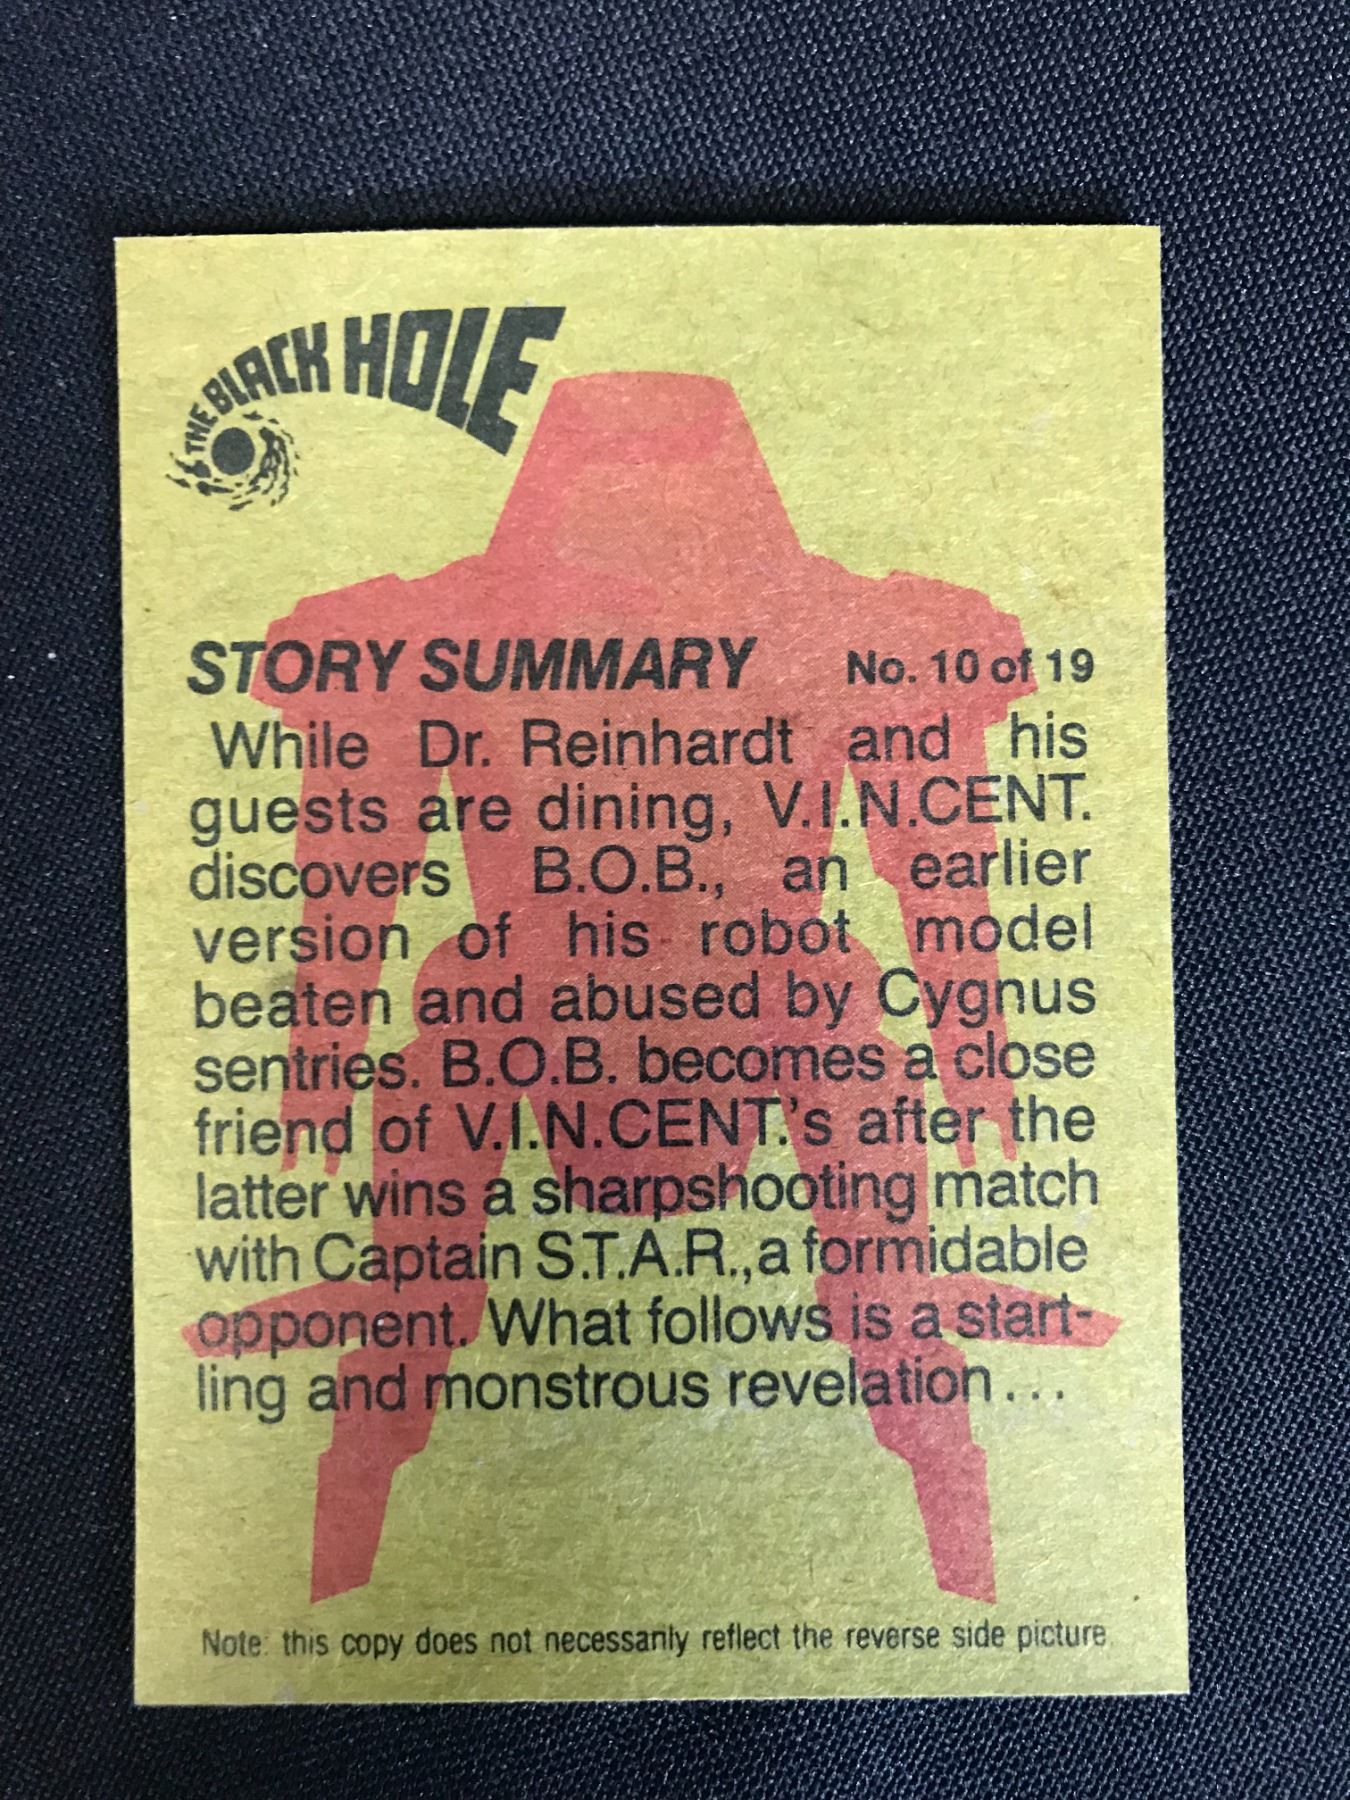 THE BLACK HOLE
STORY SUMMARY No. 10 of 19
While Dr. Reinhardt and his
guests are dining, V.I.N.CENT.
discovers B.O.B., an earlier
version of his robot model
beaten and abused by Cygnus
sentries. B.O.B. becomes a close
friend of V.I.N.CENT.'s after the
latter wins a sharpshooting match
with Captain S.T.A.R., a formidable
opponent. What follows is a start-
ling and monstrous revelation...
Note: this copy does not necessarily reflect the reverse side picture.